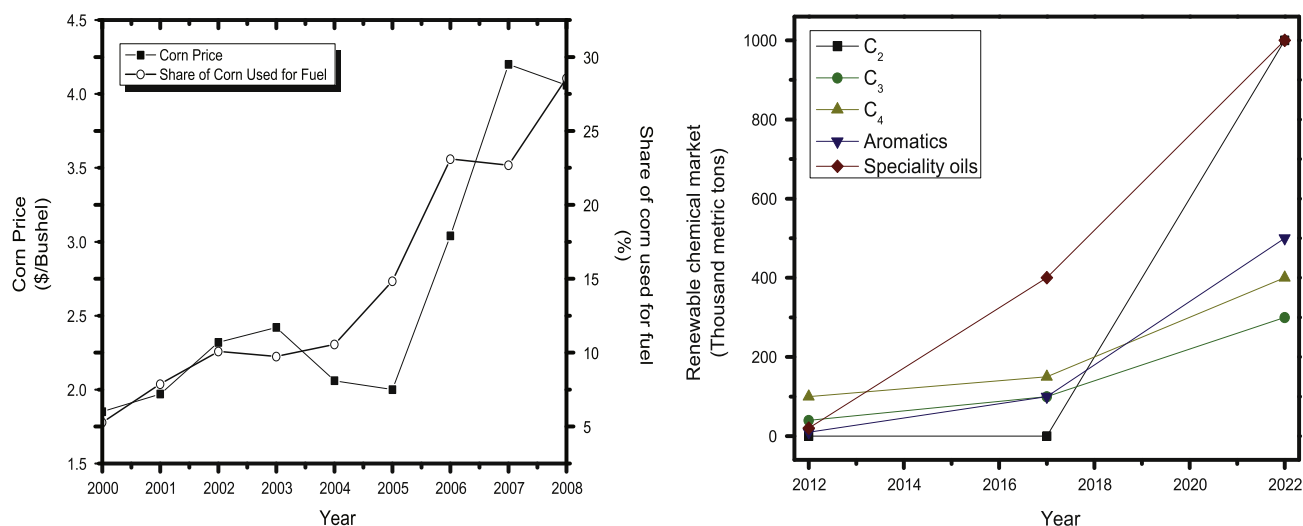 4.5
4.0
3.5
3.0
2.5
2.0
1.5
Corn Price
($/Bushel)
Corn Price
Share of Corn Used for Fuel
30
25
20
15
10
5
Share of corn used for fuel
(%)
2000 2001 2002 2003 2004 2005 2006 2007 2008
Year
1000
800
600
400
200
0
Renewable chemical market
(Thousand metric tons)
C2
C3
C4
Aromatics
Speciality oils
2012 2014 2016 2018 2020 2022
Year